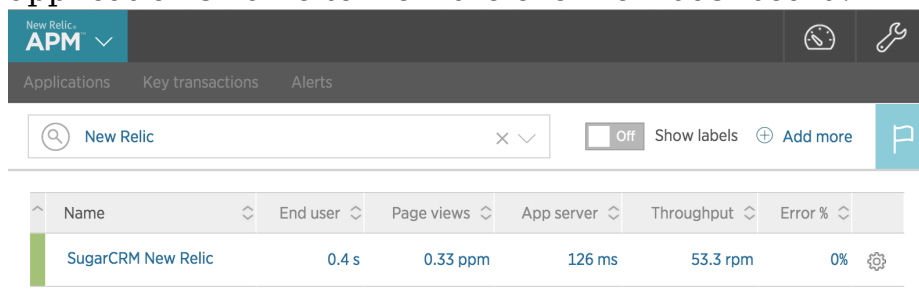 New Relic®
APM™
Applications Key transactions Alerts
New Relic
Off Show labels Add more
Name End user Page views App server Throughput Error %
SugarCRM New Relic 0.4 s 0.33 ppm 126 ms 53.3 rpm 0%